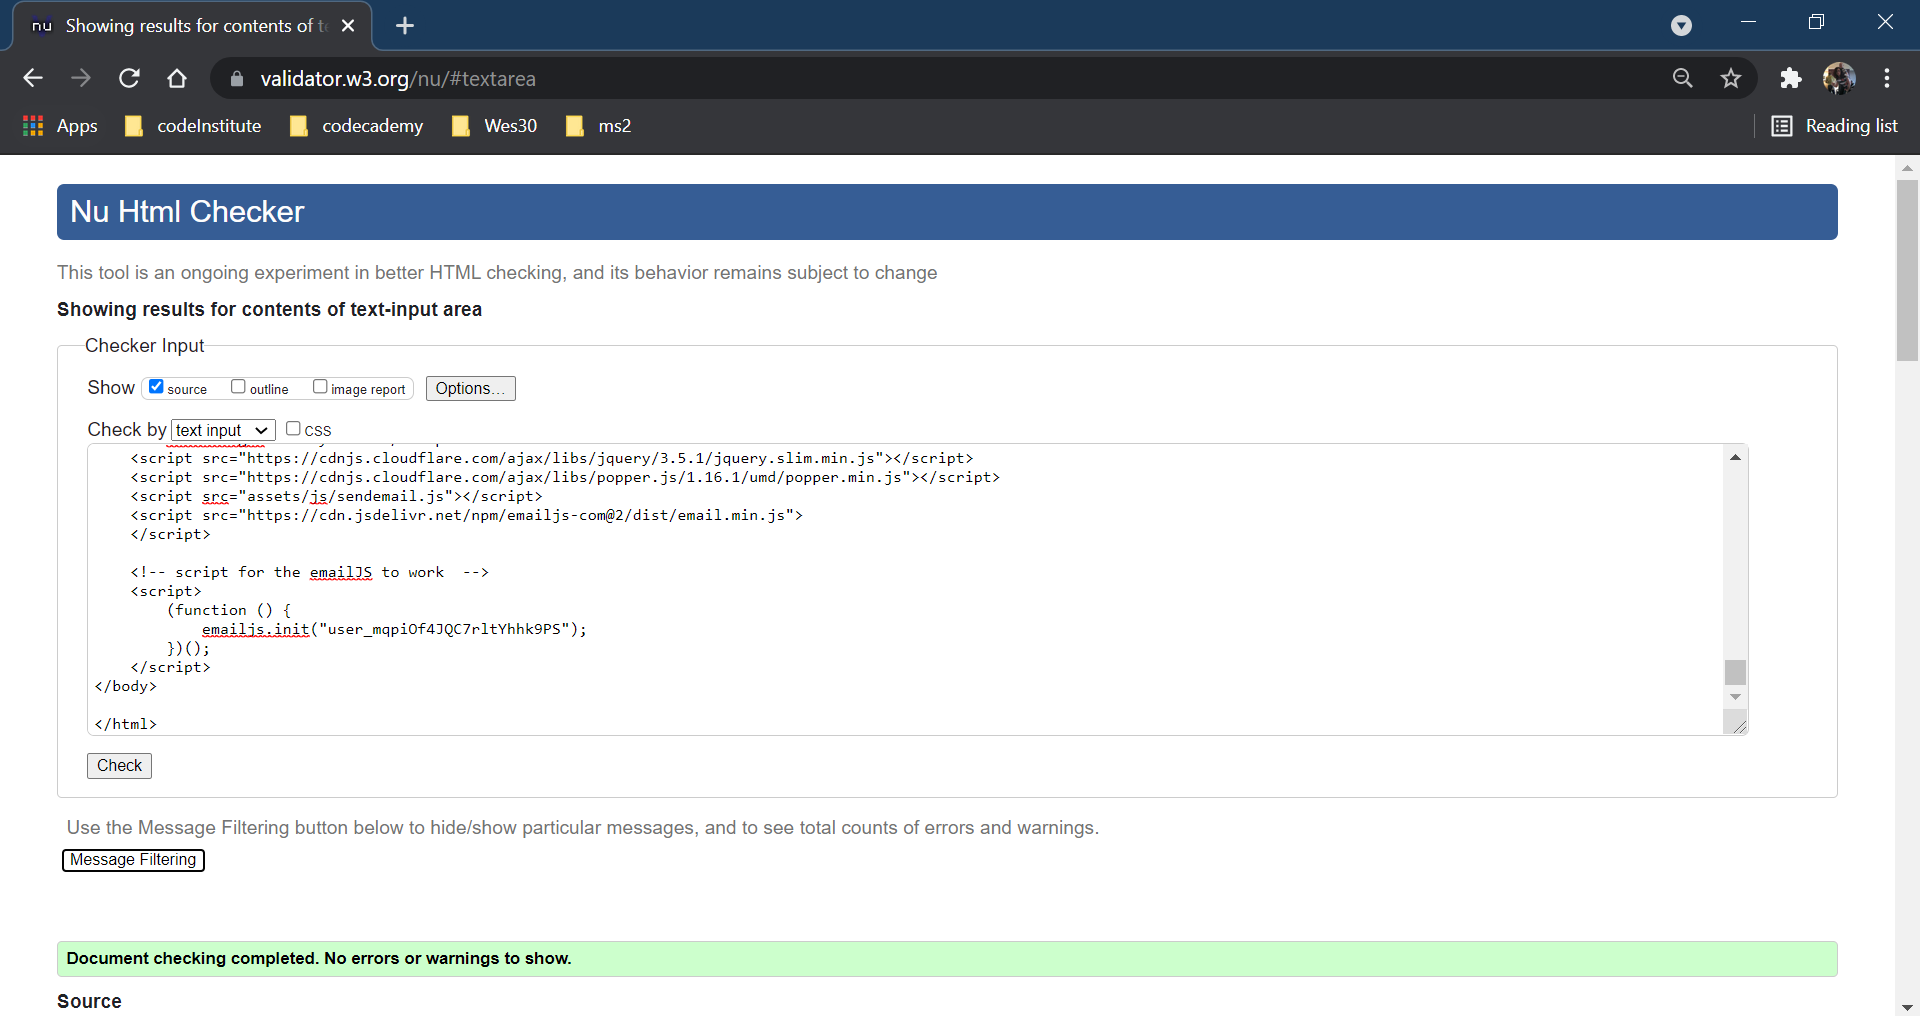 nu Showing results for contents of te
validator.w3.org/nu/#textarea
Apps codeInstitute codecademy Wes30 ms2 Reading list
Nu Html Checker
This tool is an ongoing experiment in better HTML checking, and its behavior remains subject to change
Showing results for contents of text-input area
Checker Input
Show source outline image report Options...
Check by text input css
<script src="https://cdnjs.cloudflare.com/ajax/libs/jquery/3.5.1/jquery.slim.min.js"></script>
<script src="https://cdnjs.cloudflare.com/ajax/libs/popper.js/1.16.1/umd/popper.min.js"></script>
<script src="assets/js/sendemail.js"></script>
<script src="https://cdn.jsdelivr.net/npm/emailjs-com@2/dist/email.min.js">
</script>
<!-- script for the emailJS to work  -->
<script>
(function () {
emailjs.init("user_mqpiOf4JQC7rltYhhk9PS");
})();
</script>
</body>
</html>
Check
Use the Message Filtering button below to hide/show particular messages, and to see total counts of errors and warnings.
Message Filtering
Document checking completed. No errors or warnings to show.
Source